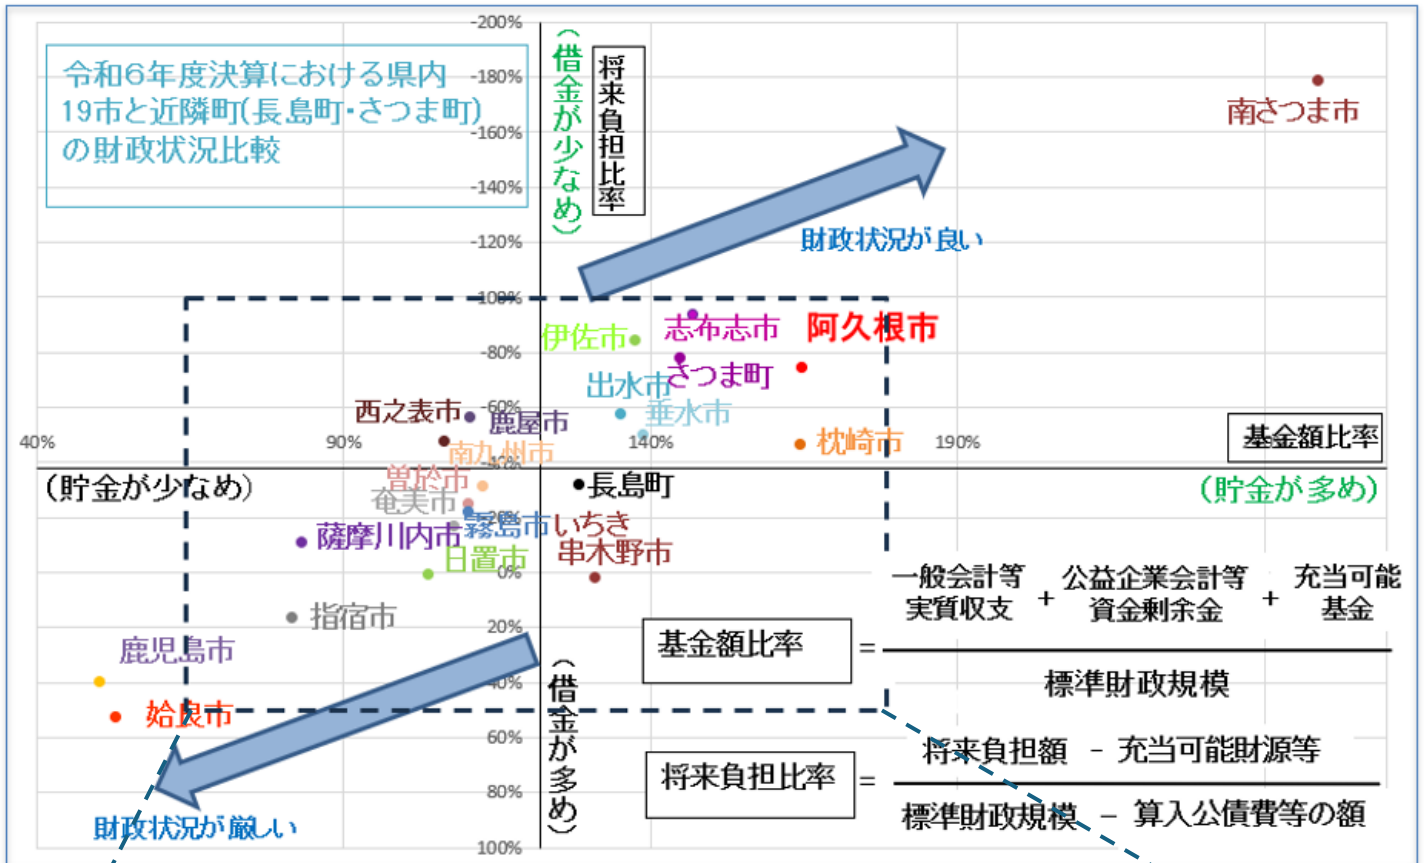 令和6年度決算における県内
19市と近隣町(長島町・さつま町)
の財政状況比較
-200%
-180%
-160%
-140%
-120%
-100%
-80%
-60%
-40%
-20%
0%
20%
40%
60%
80%
100%
(借金が少なめ)
将来負担比率
南さつま市
財政状況が良い
伊佐市
志布志市
阿久根市
さつま町
出水市
西之表市
鹿屋市
垂水市
40%
90%
140%
190%
枕崎市
基金額比率
南九州市
(貯金が少なめ)
曽於市
長島町
(貯金が多め)
奄美市
霧島市
いちき
串木野市
薩摩川内市
日置市
指宿市
鹿児島市
姶良市
(借金が多め)
財政状況が厳しい
基金額比率 = 一般会計等実質収支 + 公益企業会計等資金剰余金 + 充当可能基金
標準財政規模
将来負担比率 = 将来負担額 - 充当可能財源等
標準財政規模 - 算入公債費等の額